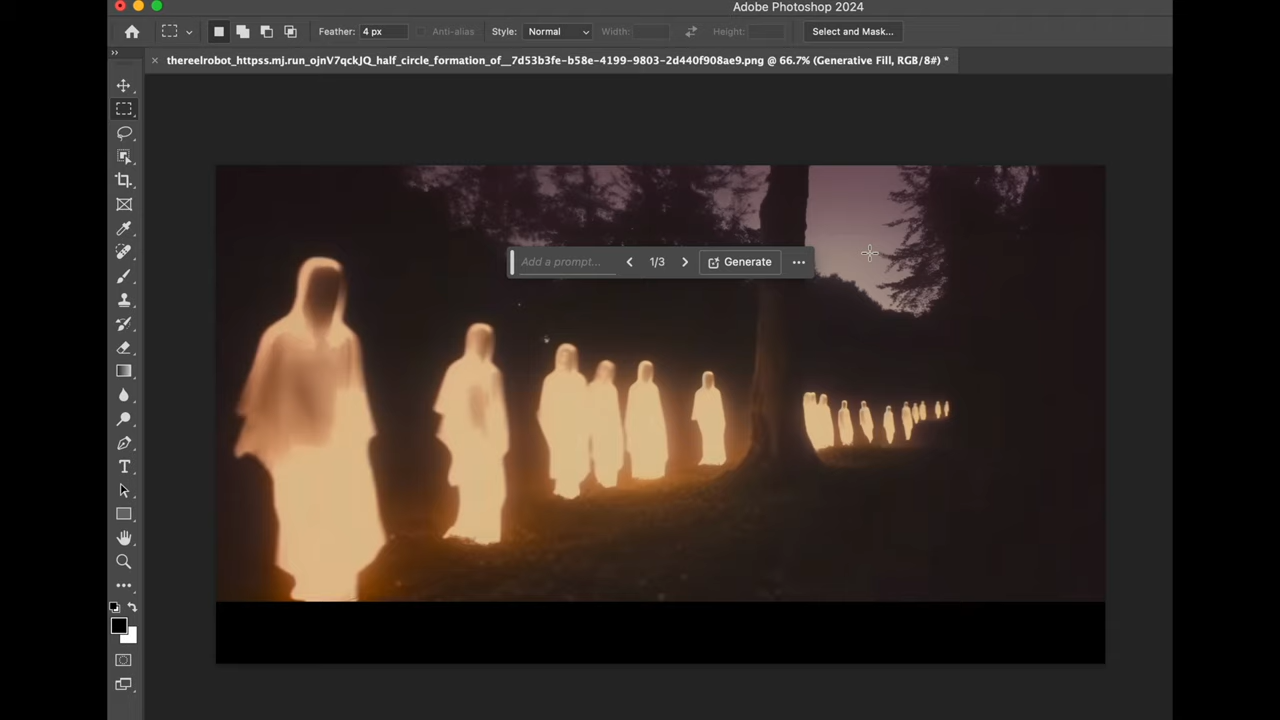 Adobe Photoshop 2024
Feather: 4 px Anti-alias Style: Normal Width: Height: Select and Mask...
thereelrobot_httpss.mj.run_ojnV7qckJQ_half_circle_formation_of__7d53b3fe-b58e-4199-9803-2d440f908ae9.png @ 66.7% (Generative Fill, RGB/8#) *
Add a prompt... 1/3 Generate